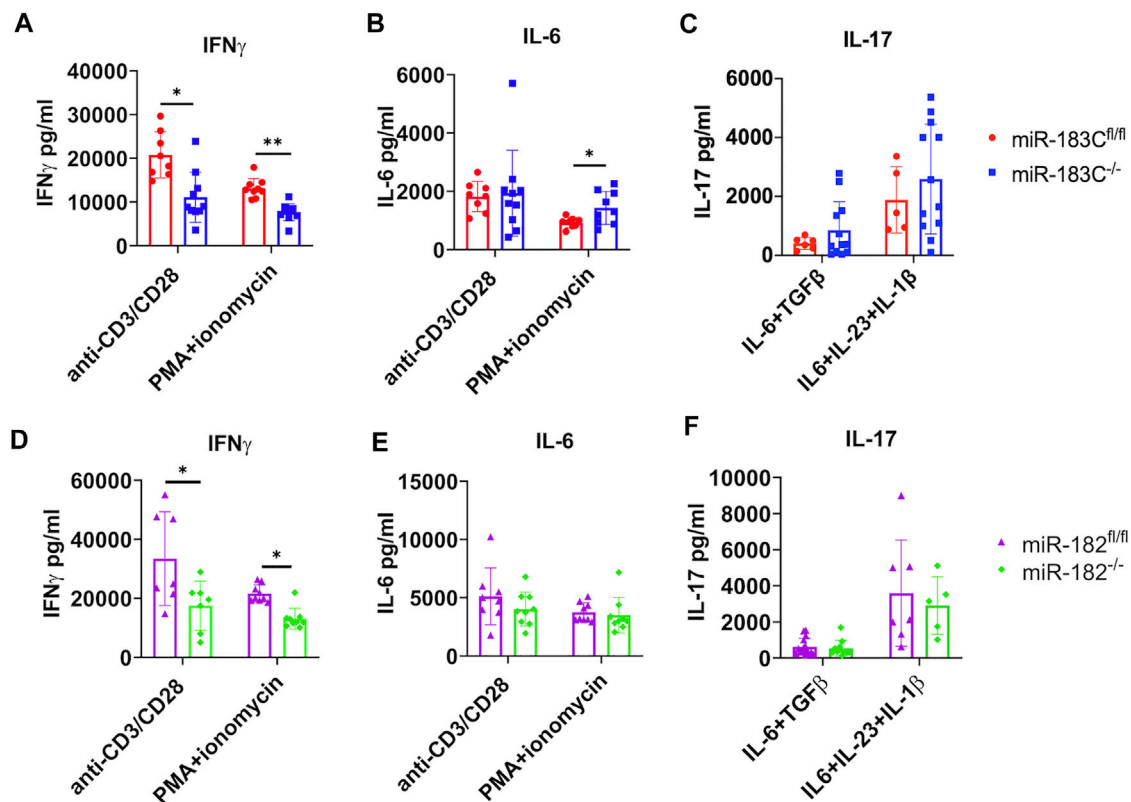 A
IFNγ
IFNγ pg/ml
40000
30000
20000
10000
0
*
**
anti-CD3/CD28
PMA+ionomycin
B
IL-6
IL-6 pg/ml
6000
4000
2000
0
*
anti-CD3/CD28
PMA+ionomycin
C
IL-17
IL-17 pg/ml
6000
4000
2000
0
IL-6+TGFβ
IL6+IL-23+IL-1β
miR-183C^fl/fl
miR-183C^-/-
D
IFNγ
IFNγ pg/ml
60000
40000
20000
0
*
*
anti-CD3/CD28
PMA+ionomycin
E
IL-6
IL-6 pg/ml
15000
10000
5000
0
anti-CD3/CD28
PMA+ionomycin
F
IL-17
IL-17 pg/ml
10000
8000
6000
4000
2000
0
IL-6+TGFβ
IL6+IL-23+IL-1β
miR-182^fl/fl
miR-182^-/-